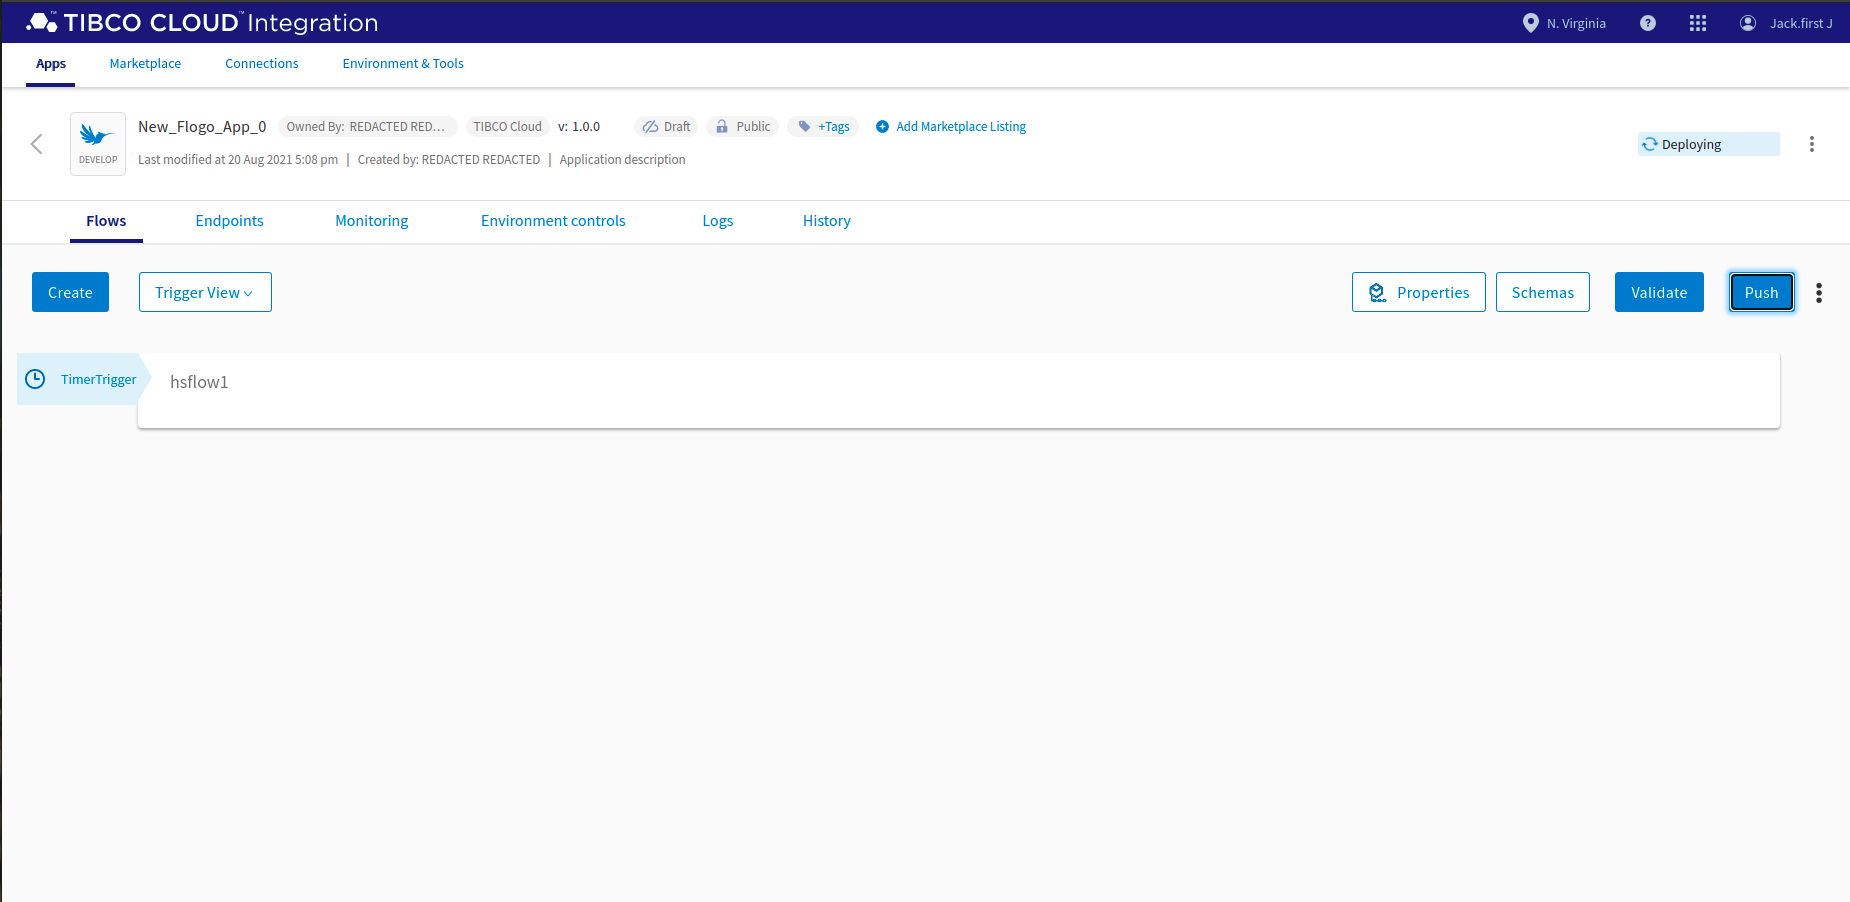 TIBCO CLOUD™ Integration N. Virginia ? Jack.first J
Apps Marketplace Connections Environment & Tools
DEVELOP
New_Flogo_App_0 Owned By: REDACTED RED... TIBCO Cloud v: 1.0.0 Draft Public +Tags Add Marketplace Listing
Last modified at 20 Aug 2021 5:08 pm | Created by: REDACTED REDACTED | Application description
Deploying
Flows Endpoints Monitoring Environment controls Logs History
Create Trigger View Properties Schemas Validate Push
TimerTrigger hsflow1